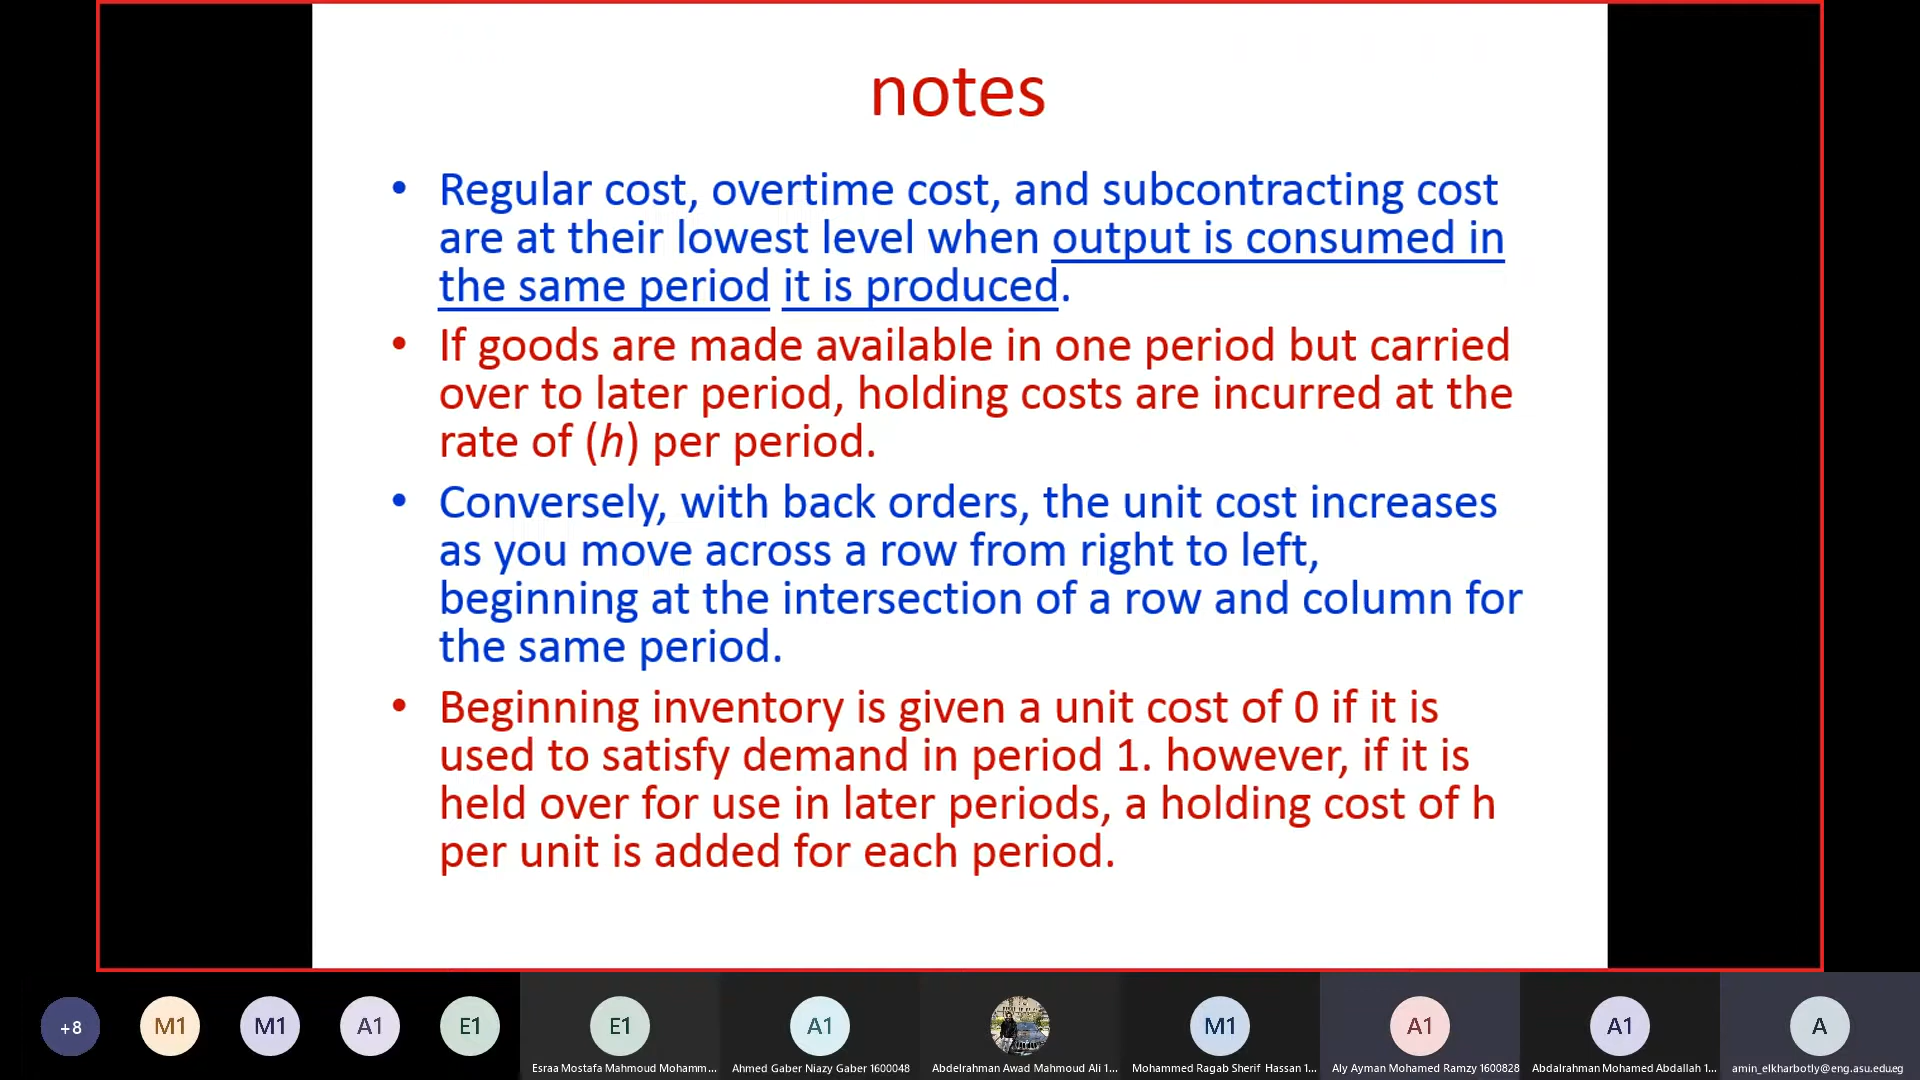 notes
• Regular cost, overtime cost, and subcontracting cost
are at their lowest level when output is consumed in
the same period it is produced.
• If goods are made available in one period but carried
over to later period, holding costs are incurred at the
rate of (h) per period.
• Conversely, with back orders, the unit cost increases
as you move across a row from right to left,
beginning at the intersection of a row and column for
the same period.
• Beginning inventory is given a unit cost of 0 if it is
used to satisfy demand in period 1. however, if it is
held over for use in later periods, a holding cost of h
per unit is added for each period.
+8 M1 M1 A1 E1 E1 A1 M1 A1 A1 A
Esraa Mostafa Mahmoud Mohamm... Ahmed Gaber Niazy Gaber 1600048 Abdelrahman Awad Mahmoud Ali 1... Mohammed Ragab Sherif Hassan 1... Aly Ayman Mohamed Ramzy 1600828 Abdalrahman Mohamed Abdallah 1... amin_elkharbotly@eng.asu.edu.eg